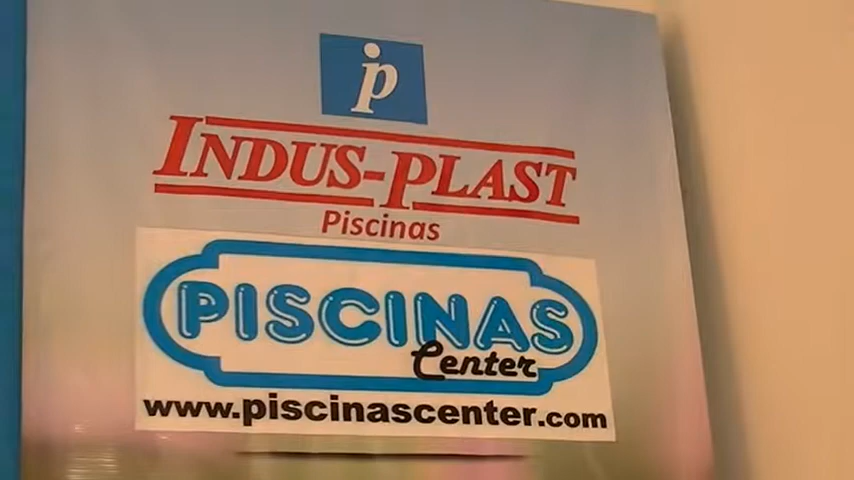 ip
INDUS-PLAST
Piscinas
PISCINAS
Center
www.piscinascenter.com